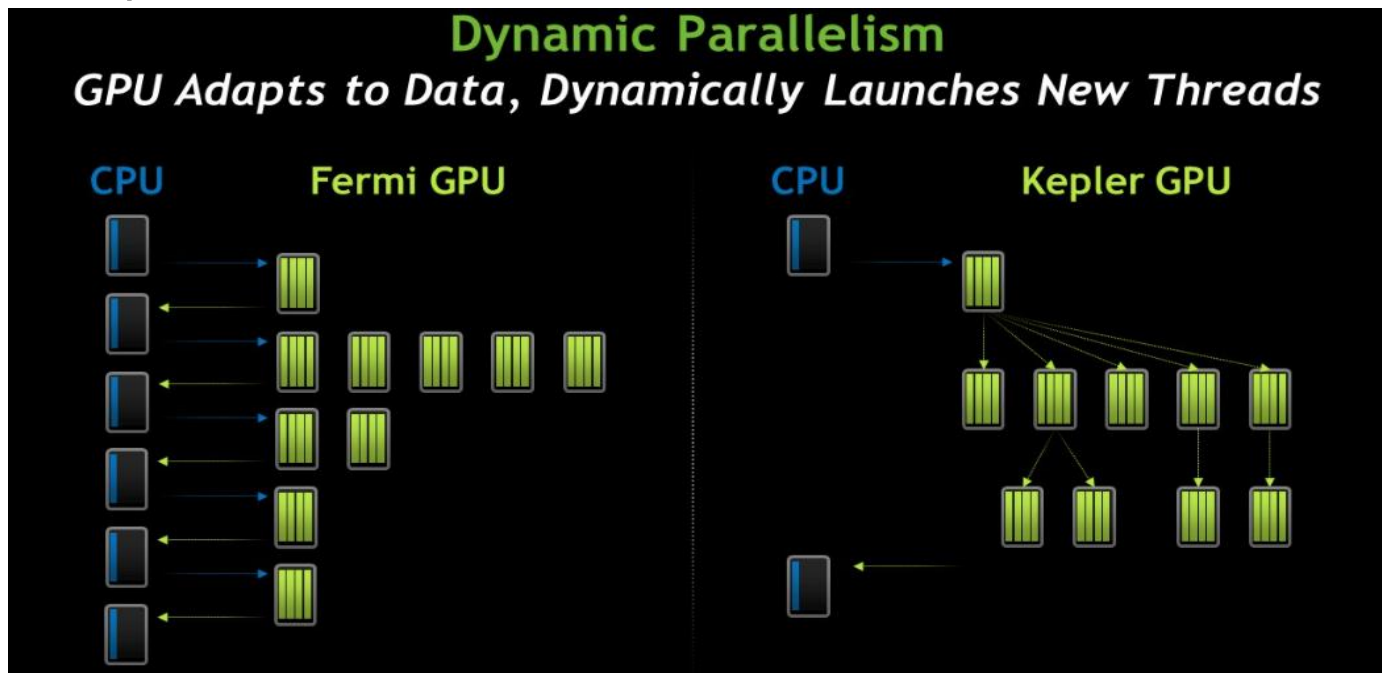 Dynamic Parallelism
GPU Adapts to Data, Dynamically Launches New Threads
CPU
Fermi GPU
CPU
Kepler GPU